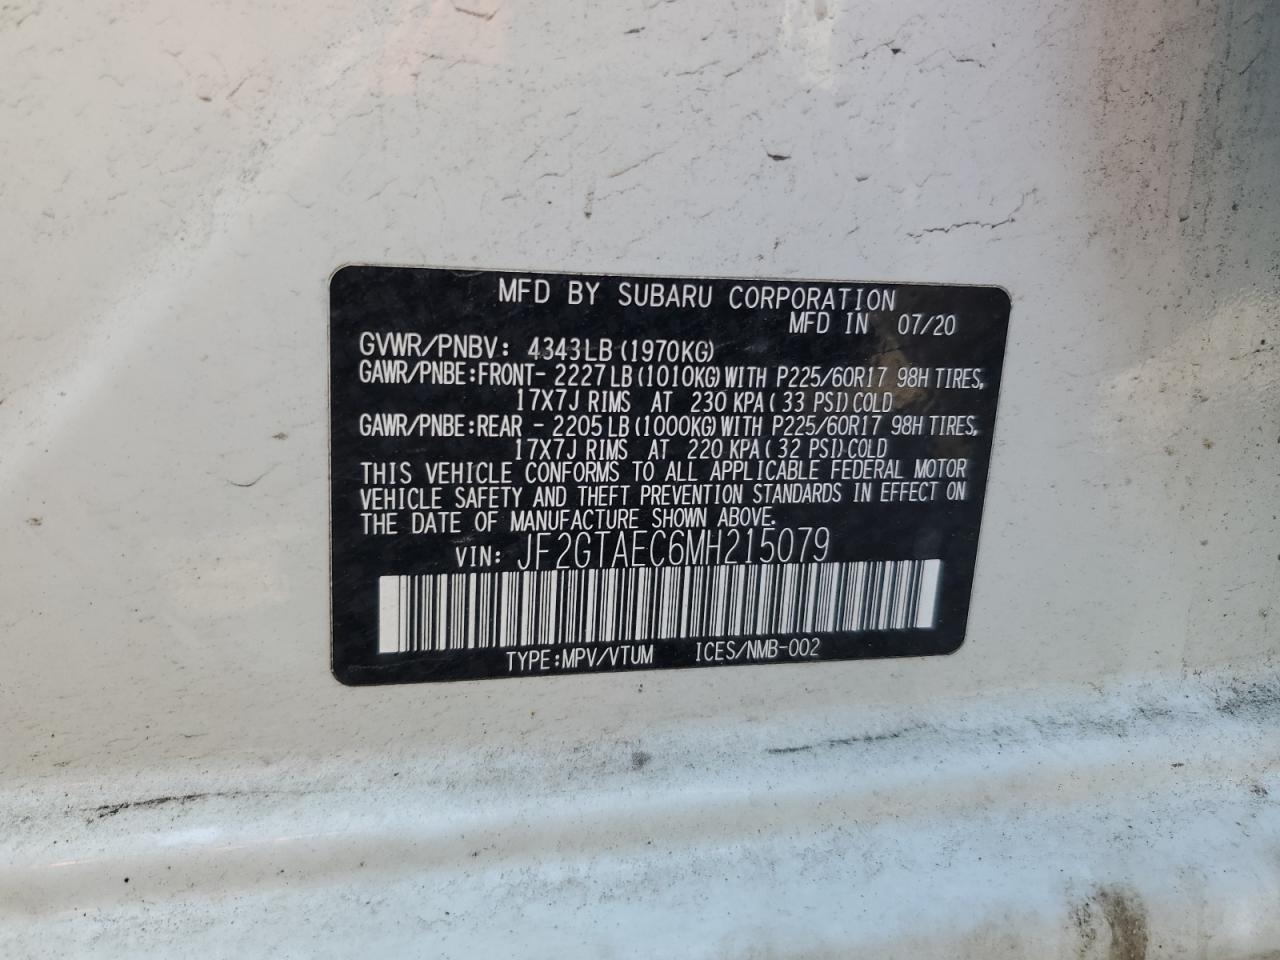 MFD BY SUBARU CORPORATION
MFD IN 07/20
GVWR/PNBV: 4343LB (1970KG)
GAWR/PNBE:FRONT- 2227LB (1010KG) WITH P225/60R17 98H TIRES,
17X7J RIMS AT 230 KPA ( 33 PSI) COLD
GAWR/PNBE:REAR - 2205LB (1000KG) WITH P225/60R17 98H TIRES,
17X7J RIMS AT 220 KPA ( 32 PSI) COLD
THIS VEHICLE CONFORMS TO ALL APPLICABLE FEDERAL MOTOR
VEHICLE SAFETY AND THEFT PREVENTION STANDARDS IN EFFECT ON
THE DATE OF MANUFACTURE SHOWN ABOVE.
VIN: JF2GTAEC6MH215079
TYPE:MPV/VTUM ICES/NMB-002